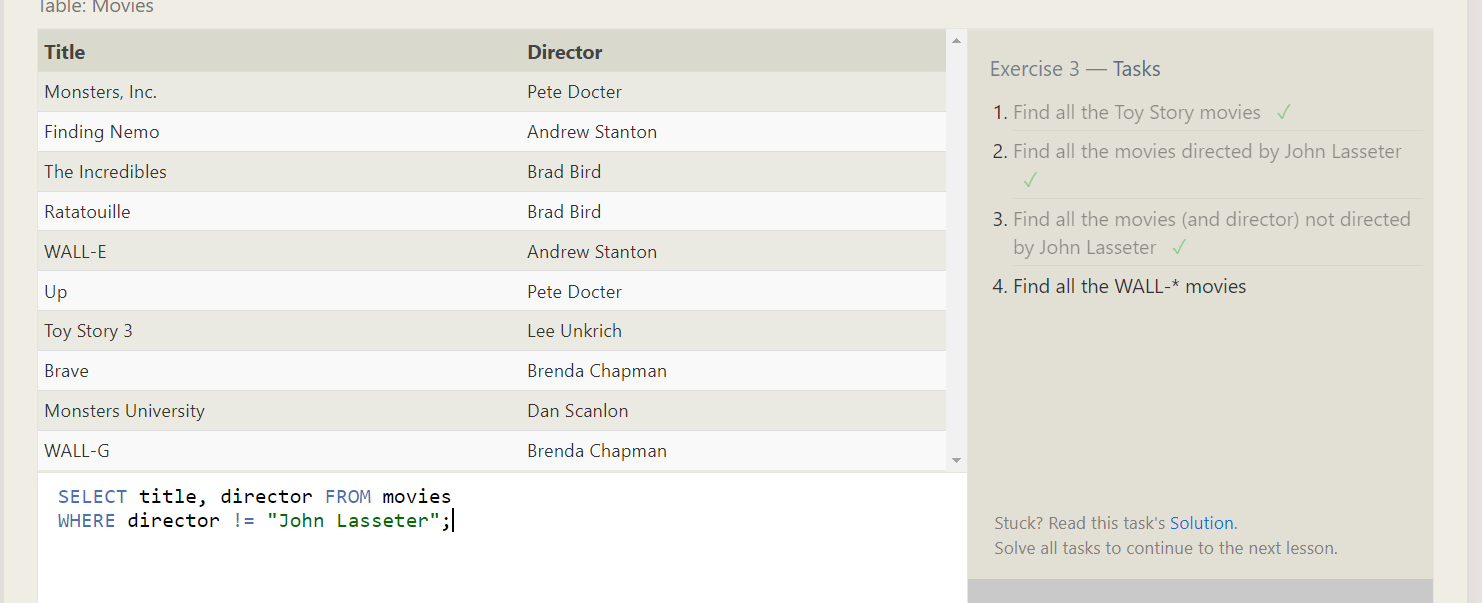 Table: Movies
Title Director
Monsters, Inc. Pete Docter
Finding Nemo Andrew Stanton
The Incredibles Brad Bird
Ratatouille Brad Bird
WALL-E Andrew Stanton
Up Pete Docter
Toy Story 3 Lee Unkrich
Brave Brenda Chapman
Monsters University Dan Scanlon
WALL-G Brenda Chapman
SELECT title, director FROM movies
WHERE director != "John Lasseter";
Exercise 3 — Tasks
1. Find all the Toy Story movies ✓
2. Find all the movies directed by John Lasseter
✓
3. Find all the movies (and director) not directed
by John Lasseter ✓
4. Find all the WALL-* movies
Stuck? Read this task's Solution.
Solve all tasks to continue to the next lesson.